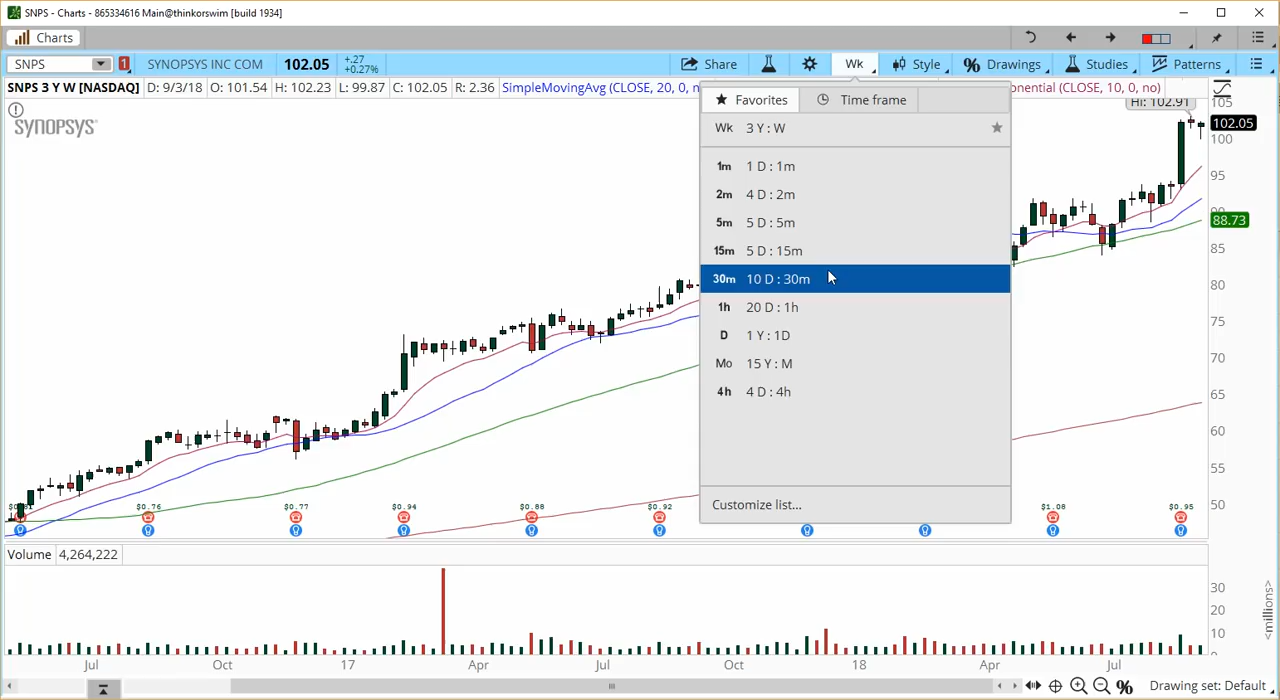 SNPS - Charts - 865334616 Main@thinkorswim [build 1934]
Charts
SNPS 1 SYNOPSYS INC COM 102.05 +.27 +0.27% Share Wk Style Drawings Studies Patterns
SNPS 3 Y W [NASDAQ] D: 9/3/18 O: 101.54 H: 102.23 L: 99.87 C: 102.05 R: 2.36 SimpleMovingAvg (CLOSE, 20, 0, n ponential (CLOSE, 10, 0, no)
SYNOPSYS
Favorites Time frame
Wk 3 Y : W
1m 1 D : 1m
2m 4 D : 2m
5m 5 D : 5m
15m 5 D : 15m
30m 10 D : 30m
1h 20 D : 1h
D 1 Y : 1D
Mo 15 Y : M
4h 4 D : 4h
Customize list...
Hi: 102.91
105
102.05
100
95
90
88.73
85
80
75
70
65
60
55
50
$0.76 $0.77 $0.94 $0.88 $0.92 $1.08 $0.95
Volume 4,264,222
30
20
10
<millions>
Jul Oct 17 Apr Jul Oct 18 Apr Jul
Drawing set: Default